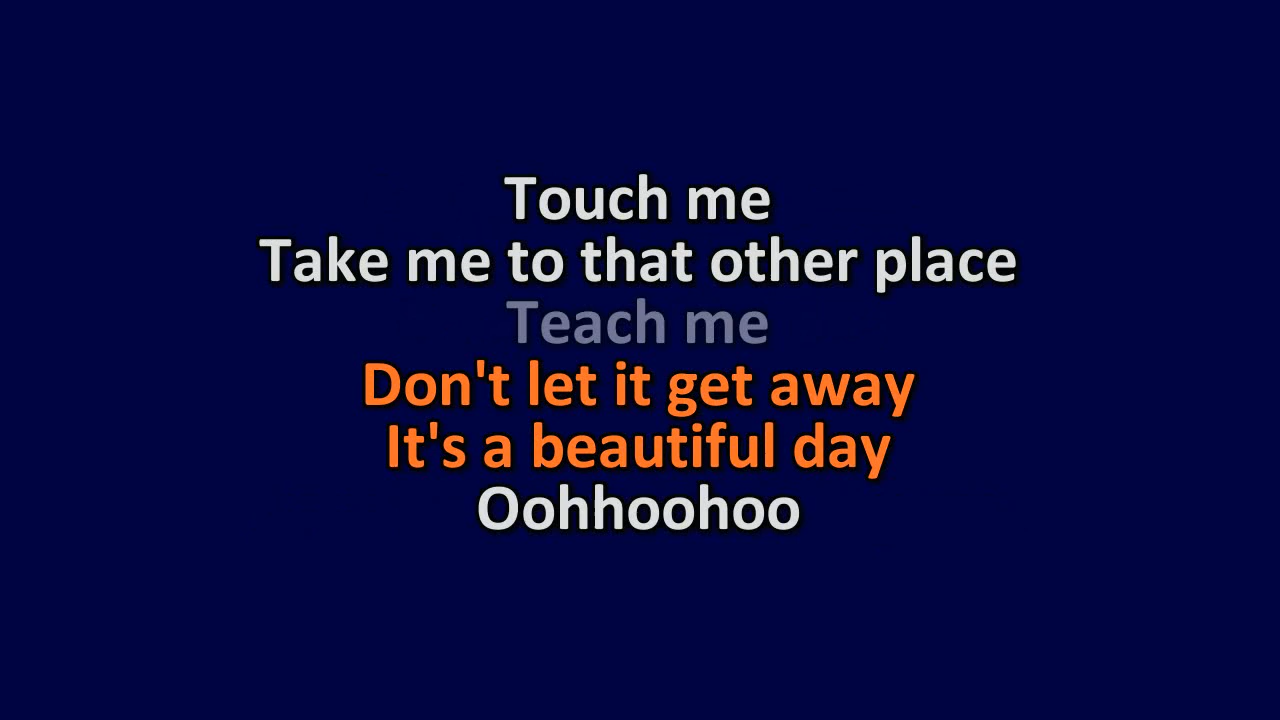 Touch me
Take me to that other place
Teach me
Don't let it get away
It's a beautiful day
Oohhoohoo